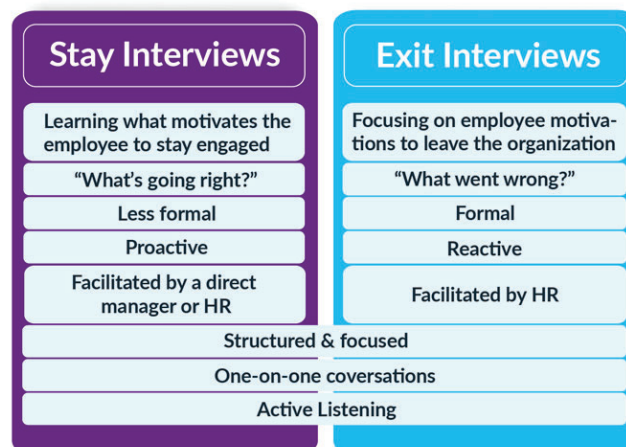 Stay Interviews
Learning what motivates the
employee to stay engaged
“What’s going right?”
Less formal
Proactive
Facilitated by a direct
manager or HR
Exit Interviews
Focusing on employee motiva-
tions to leave the organization
“What went wrong?”
Formal
Reactive
Facilitated by HR
Structured & focused
One-on-one coversations
Active Listening